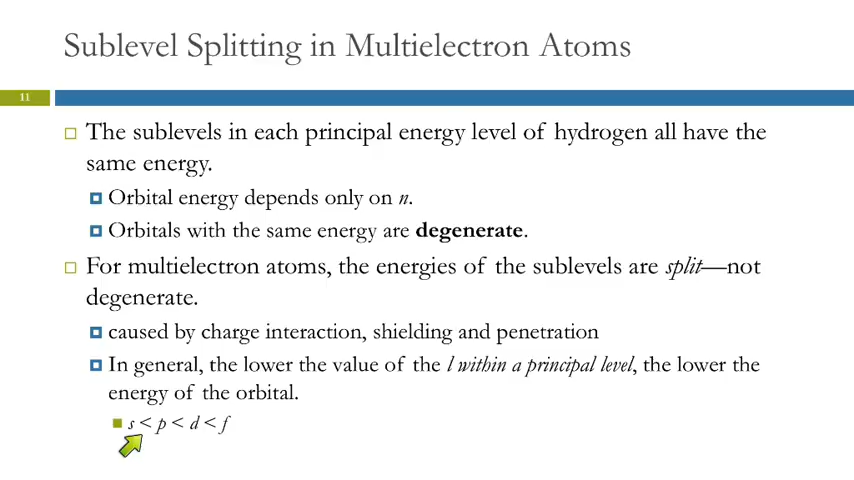 Sublevel Splitting in Multielectron Atoms
11
The sublevels in each principal energy level of hydrogen all have the
same energy.
Orbital energy depends only on n.
Orbitals with the same energy are degenerate.
For multielectron atoms, the energies of the sublevels are split—not
degenerate.
caused by charge interaction, shielding and penetration
In general, the lower the value of the l within a principal level, the lower the
energy of the orbital.
s < p < d < f